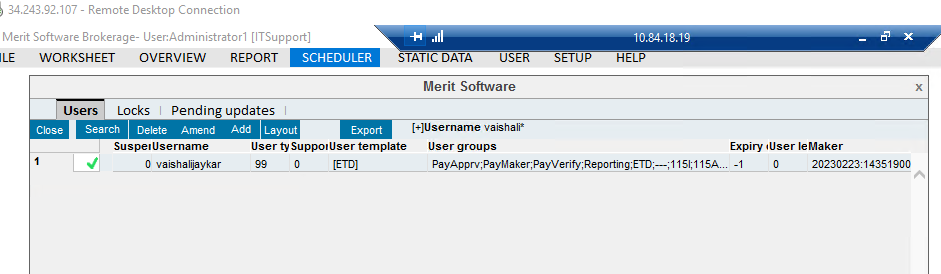 34.243.92.107 - Remote Desktop Connection
Merit Software Brokerage- User:Administrator1 [ITSupport]
10.84.18.19
LE WORKSHEET OVERVIEW REPORT SCHEDULER STATIC DATA USER SETUP HELP
Merit Software x
Users Locks Pending updates
Close Search Delete Amend Add Layout Export [+]Username vaishali*
Suspe Username User ty Suppo User template User groups Expiry User le Maker
1 0 vaishalijaykar 99 0 [ETD] PayApprv;PayMaker;PayVerify;Reporting;ETD;---;115I;115A... -1 0 20230223:14351900